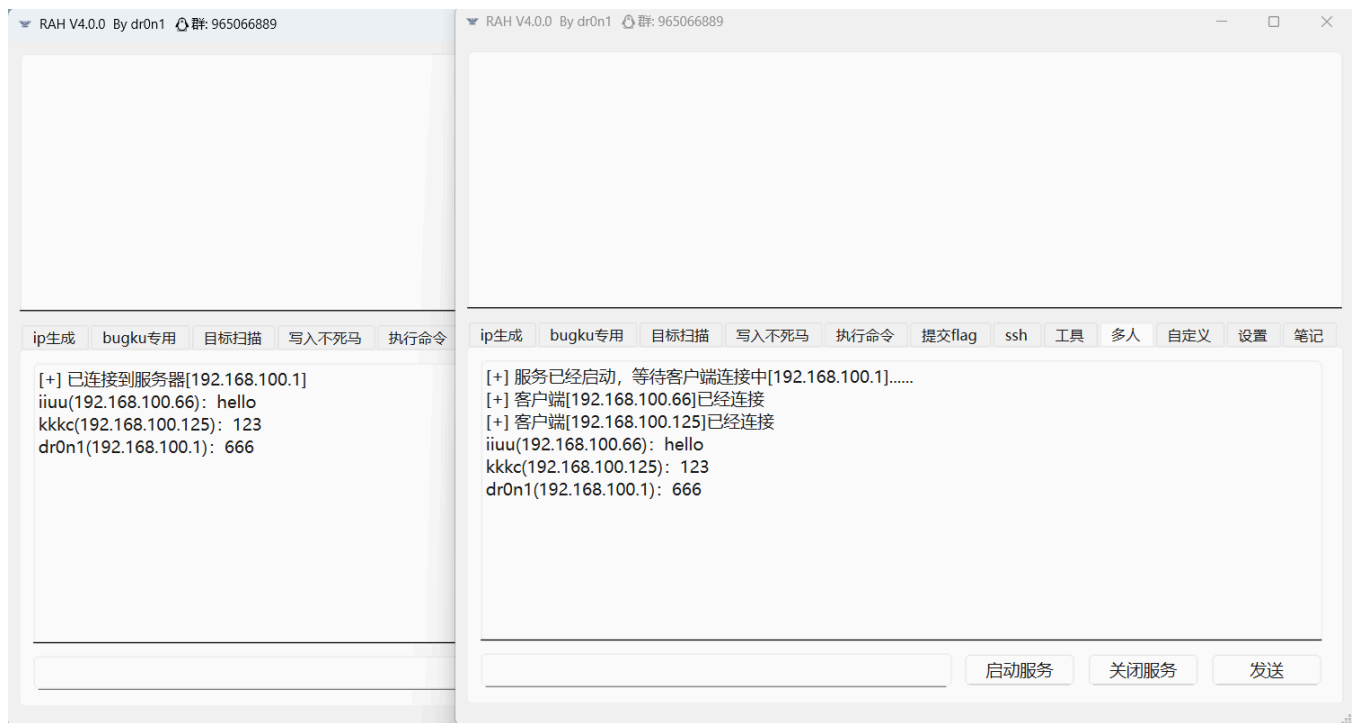 RAH V4.0.0 By dr0n1 群: 965066889
ip生成 bugku专用 目标扫描 写入不死马 执行命令
[+] 已连接到服务器[192.168.100.1]
iiuu(192.168.100.66)：hello
kkkc(192.168.100.125)：123
dr0n1(192.168.100.1)：666
RAH V4.0.0 By dr0n1 群: 965066889
ip生成 bugku专用 目标扫描 写入不死马 执行命令 提交flag ssh 工具 多人 自定义 设置 笔记
[+] 服务已经启动，等待客户端连接中[192.168.100.1]......
[+] 客户端[192.168.100.66]已经连接
[+] 客户端[192.168.100.125]已经连接
iiuu(192.168.100.66)：hello
kkkc(192.168.100.125)：123
dr0n1(192.168.100.1)：666
启动服务 关闭服务 发送